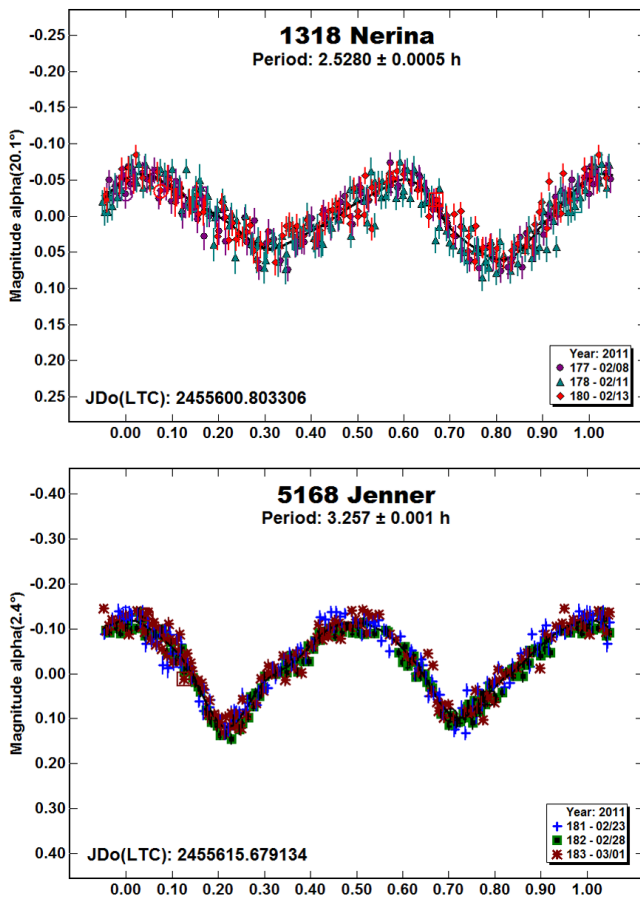 1318 Nerina
Period: 2.5280 ± 0.0005 h
Magnitude alpha(20.1°)
-0.25
-0.20
-0.15
-0.10
-0.05
0.00
0.05
0.10
0.15
0.20
0.25
Year: 2011
177 - 02/08
178 - 02/11
180 - 02/13
JDo(LTC): 2455600.803306
0.00 0.10 0.20 0.30 0.40 0.50 0.60 0.70 0.80 0.90 1.00
5168 Jenner
Period: 3.257 ± 0.001 h
Magnitude alpha(2.4°)
-0.40
-0.30
-0.20
-0.10
0.00
0.10
0.20
0.30
0.40
Year: 2011
181 - 02/23
182 - 02/28
183 - 03/01
JDo(LTC): 2455615.679134
0.00 0.10 0.20 0.30 0.40 0.50 0.60 0.70 0.80 0.90 1.00